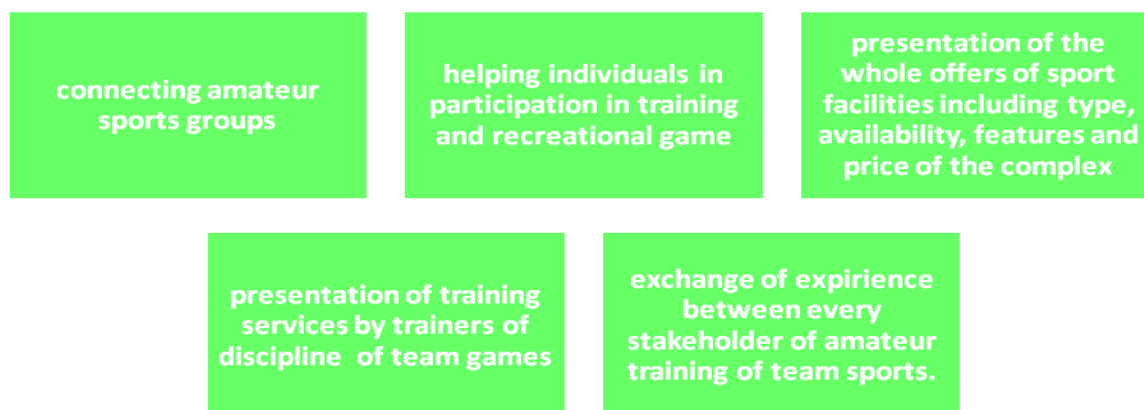 connecting amateur
sports groups
helping individuals in
participation in training
and recreational game
presentation of the
whole offers of sport
facilities including type,
availability, features and
price of the complex
presentation of training
services by trainers of
discipline of team games
exchange of expirience
between every
stakeholder of amateur
training of team sports.